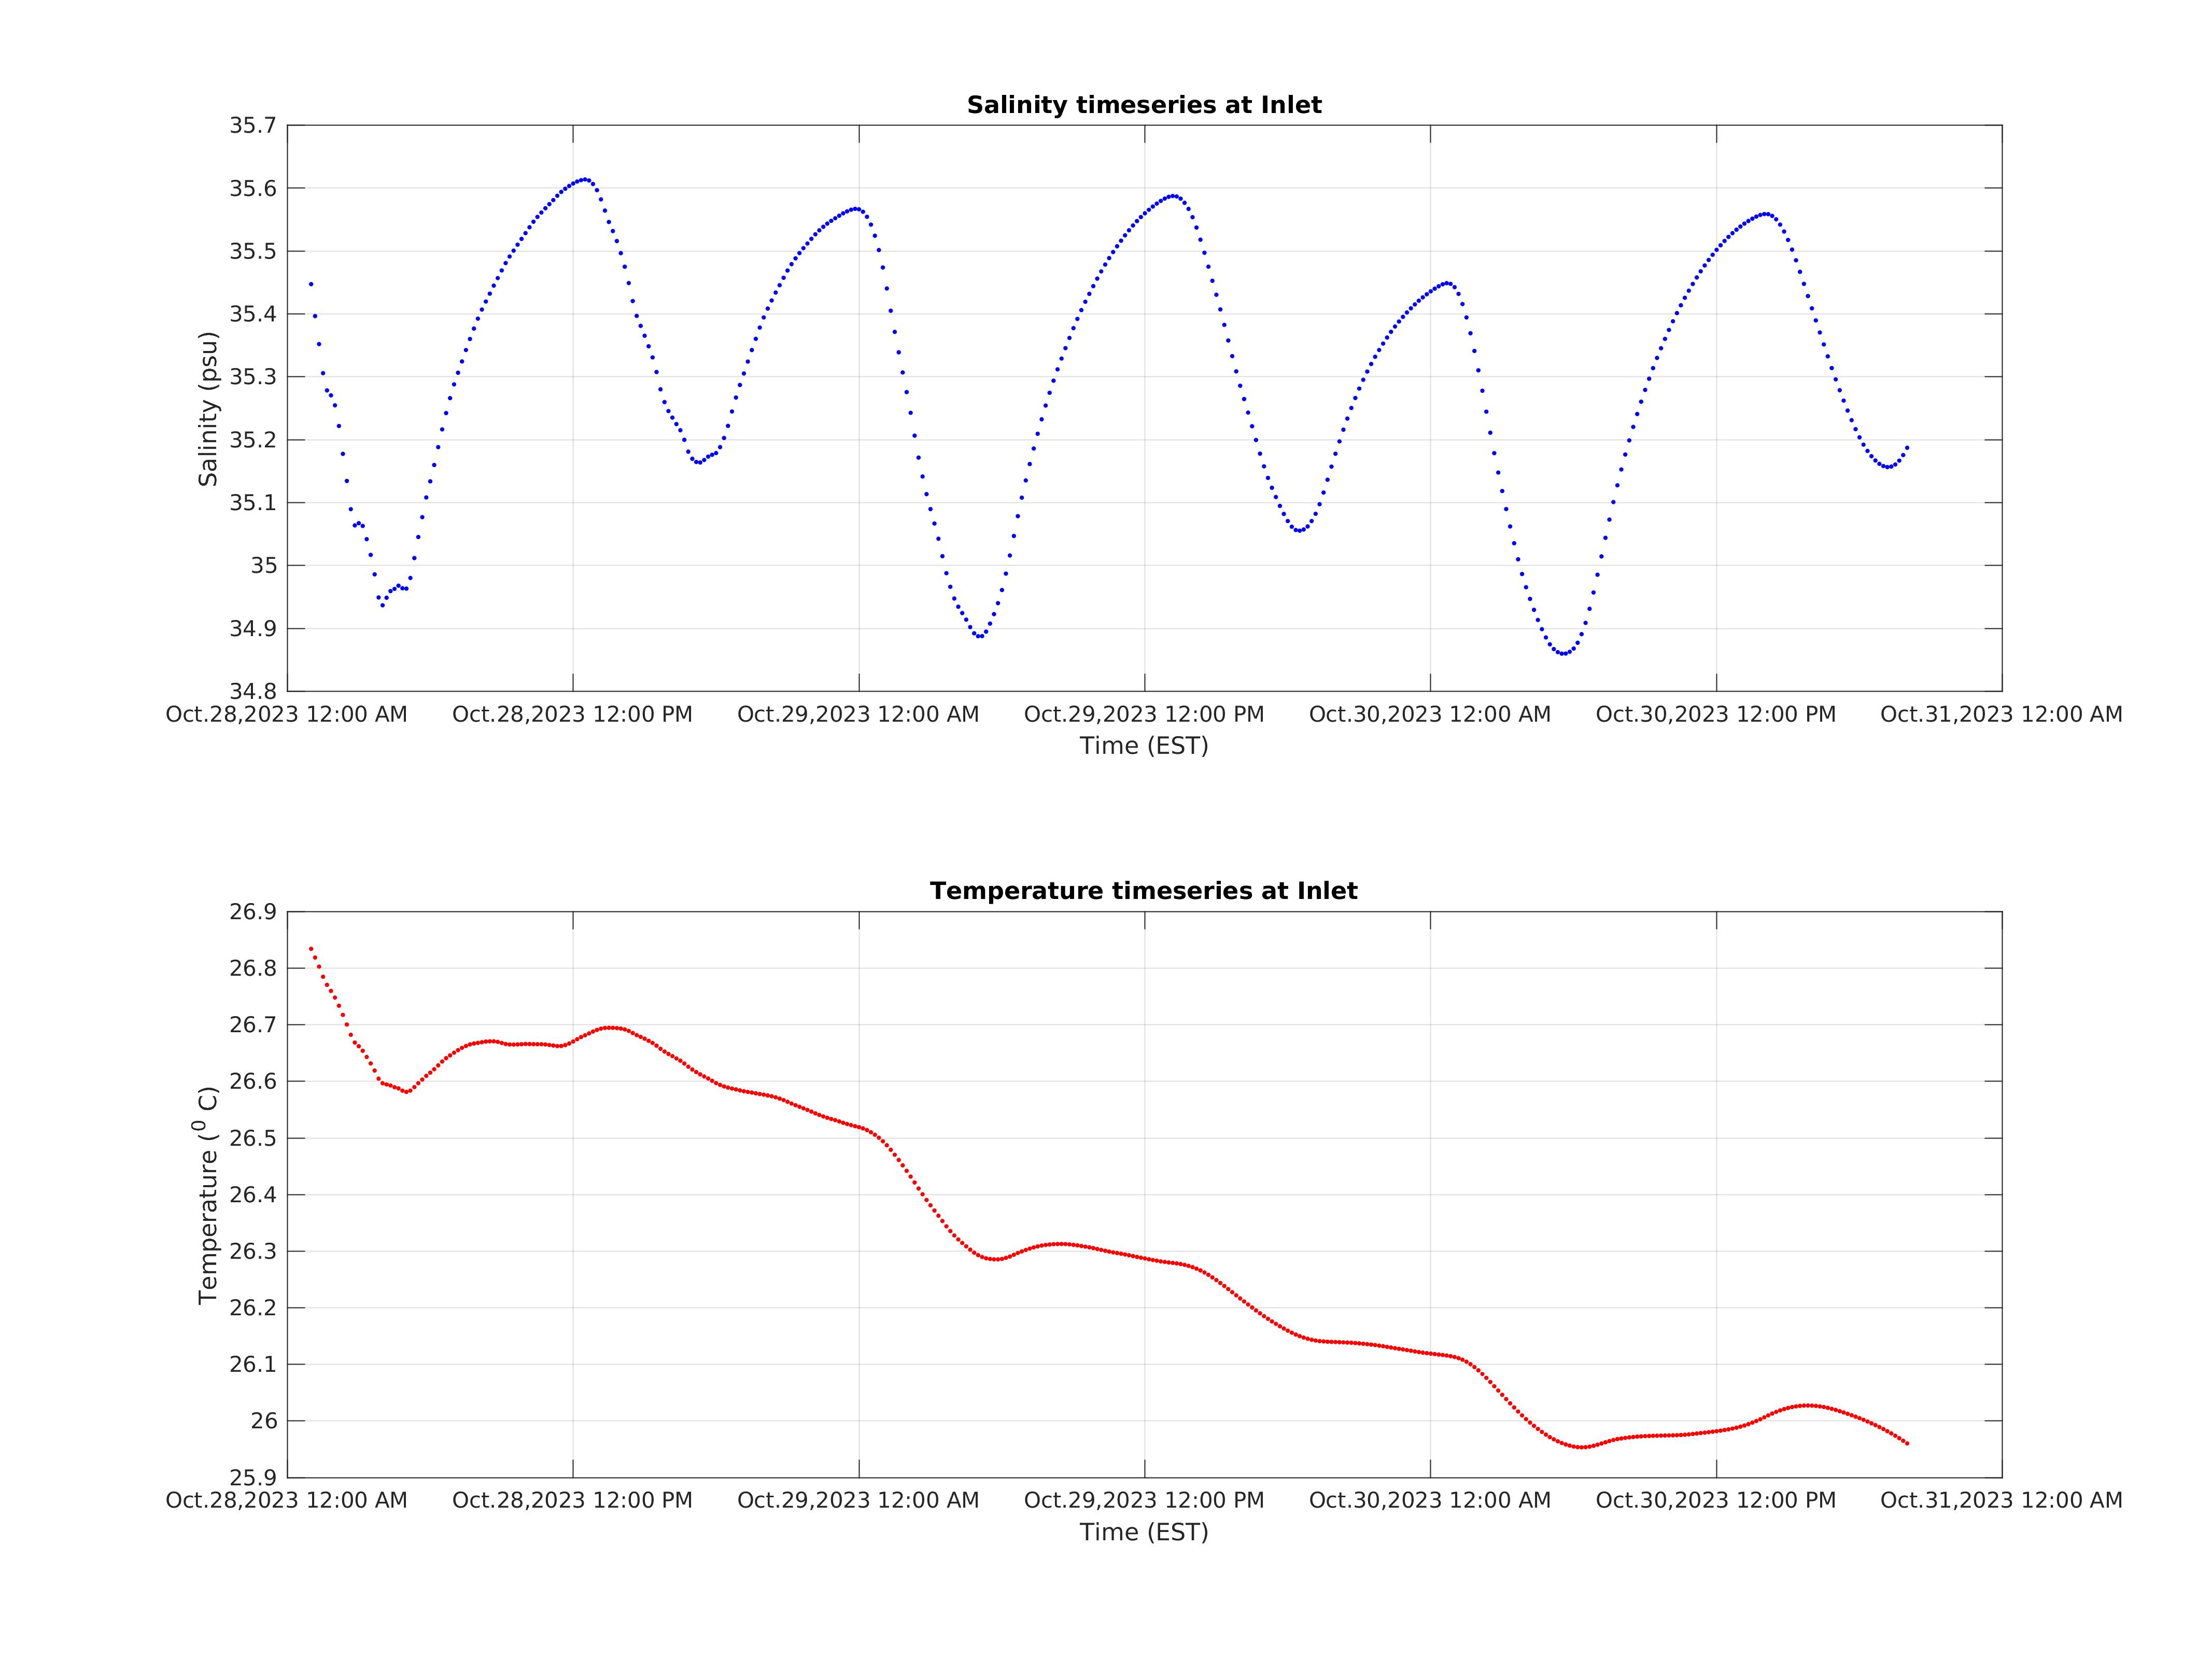 Salinity timeseries at Inlet
35.7
35.6
35.5
35.4
35.3
35.2
35.1
35
34.9
34.8
Salinity (psu)
Oct.28,2023 12:00 AM Oct.28,2023 12:00 PM Oct.29,2023 12:00 AM Oct.29,2023 12:00 PM Oct.30,2023 12:00 AM Oct.30,2023 12:00 PM Oct.31,2023 12:00 AM
Time (EST)
Temperature timeseries at Inlet
26.9
26.8
26.7
26.6
26.5
26.4
26.3
26.2
26.1
26
25.9
Temperature (⁰ C)
Oct.28,2023 12:00 AM Oct.28,2023 12:00 PM Oct.29,2023 12:00 AM Oct.29,2023 12:00 PM Oct.30,2023 12:00 AM Oct.30,2023 12:00 PM Oct.31,2023 12:00 AM
Time (EST)